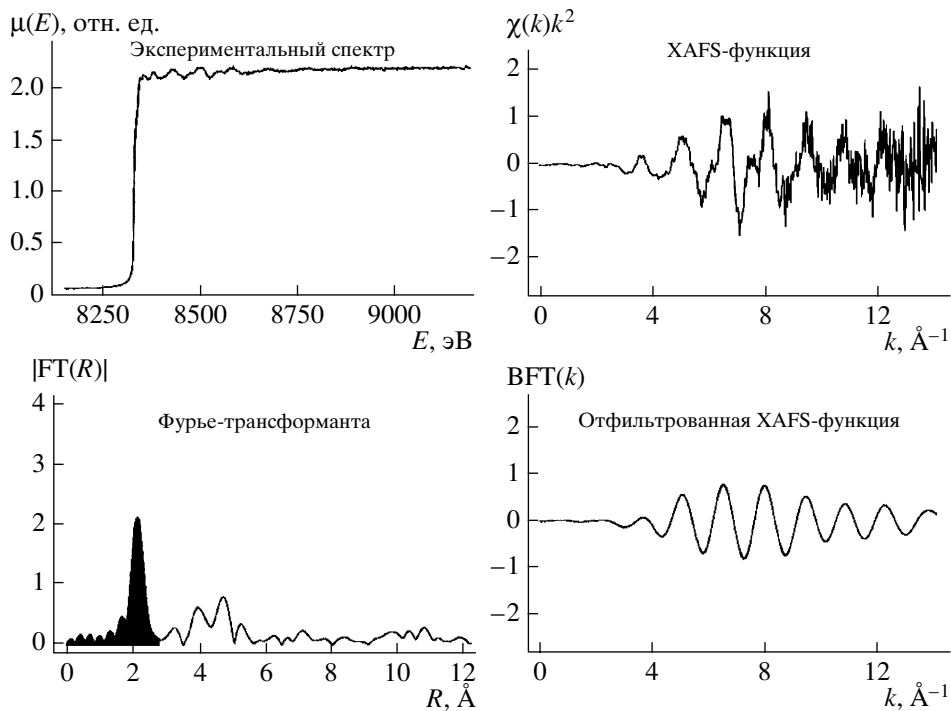 μ(E), отн. ед.
Экспериментальный спектр
2.0
1.5
1.0
0.5
0
8250 8500 8750 9000
E, эВ
χ(k)k²
XAFS-функция
2
1
0
−1
−2
0 4 8 12
k, Å⁻¹
|FT(R)|
Фурье-трансформанта
4
3
2
1
0
0 2 4 6 8 10 12
R, Å
BFT(k)
Отфильтрованная XAFS-функция
2
1
0
−1
−2
0 4 8 12
k, Å⁻¹